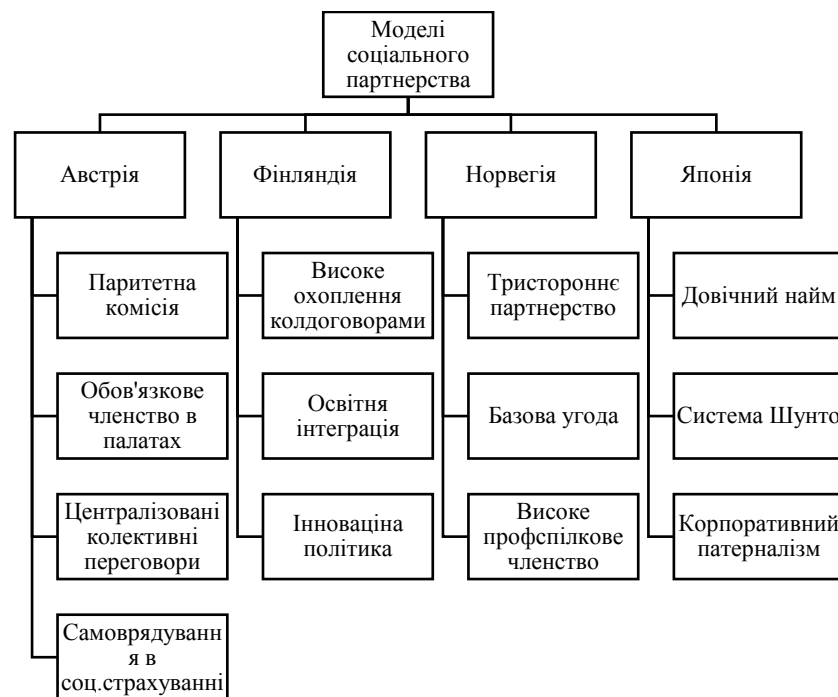 Моделі
соціального
партнерства
Австрія
Фінляндія
Норвегія
Японія
Паритетна
комісія
Високе
охоплення
колдоговорами
Тристороннє
партнерство
Довічний найм
Обов'язкове
членство в
палатах
Освітня
інтеграція
Базова угода
Система Шунто
Централізовані
колективні
переговори
Інноваціна
політика
Високе
профспілкове
членство
Корпоративний
патерналізм
Самоврядуванн
я в
соц.страхуванні